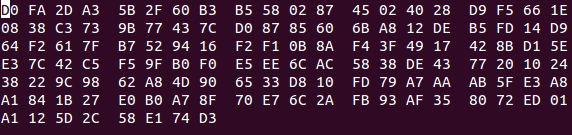 D0 FA 2D A3 5B 2F 60 B3 B5 58 02 87 45 02 40 28 D9 F5 66 1E
08 38 C3 73 9B 77 43 7C D0 87 85 60 6B A8 12 DE B5 FD 14 D9
64 F2 61 7F B7 52 94 16 F2 F1 0B 8A F4 3F 49 17 42 8B D1 5E
E3 7C 42 C5 F5 9F B0 F0 E5 EE 6C AC 58 38 DE 43 77 20 10 24
38 22 9C 98 62 A8 4D 90 65 33 D8 10 FD 79 A7 AA AB 5F E3 A8
A1 84 1B 27 E0 B0 A7 8F 70 E7 6C 2A FB 93 AF 35 80 72 ED 01
A1 12 5D 2C 58 E1 74 D3